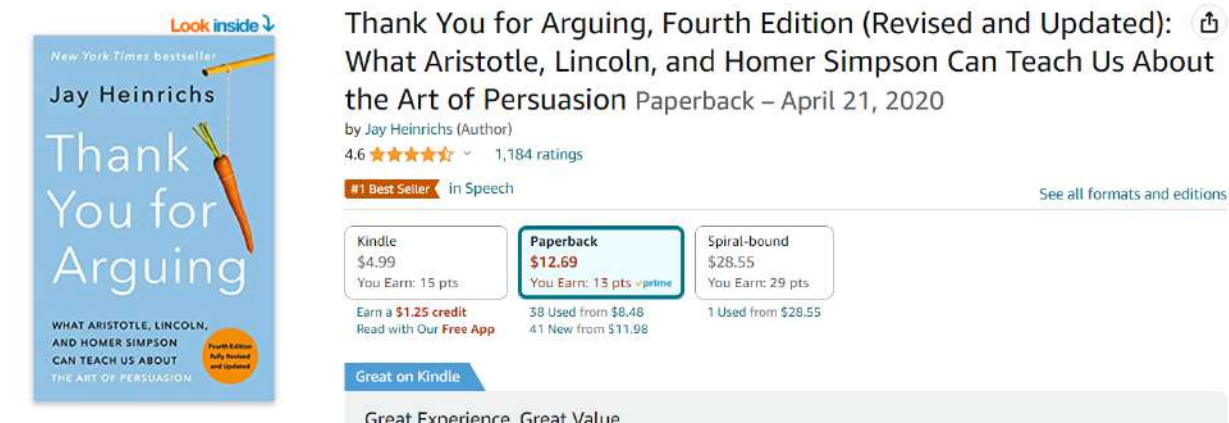 Look inside
New York Times bestseller
Jay Heinrichs
Thank
You for
Arguing
WHAT ARISTOTLE, LINCOLN,
AND HOMER SIMPSON
CAN TEACH US ABOUT
THE ART OF PERSUASION
Fourth Edition
Fully Revised
and Updated
Thank You for Arguing, Fourth Edition (Revised and Updated):
What Aristotle, Lincoln, and Homer Simpson Can Teach Us About
the Art of Persuasion Paperback – April 21, 2020
by Jay Heinrichs (Author)
4.6 1,184 ratings
#1 Best Seller in Speech
See all formats and editions
Kindle
$4.99
You Earn: 15 pts
Earn a $1.25 credit
Read with Our Free App
Paperback
$12.69
You Earn: 13 pts prime
38 Used from $8.48
41 New from $11.98
Spiral-bound
$28.55
You Earn: 29 pts
1 Used from $28.55
Great on Kindle
Great Experience. Great Value.